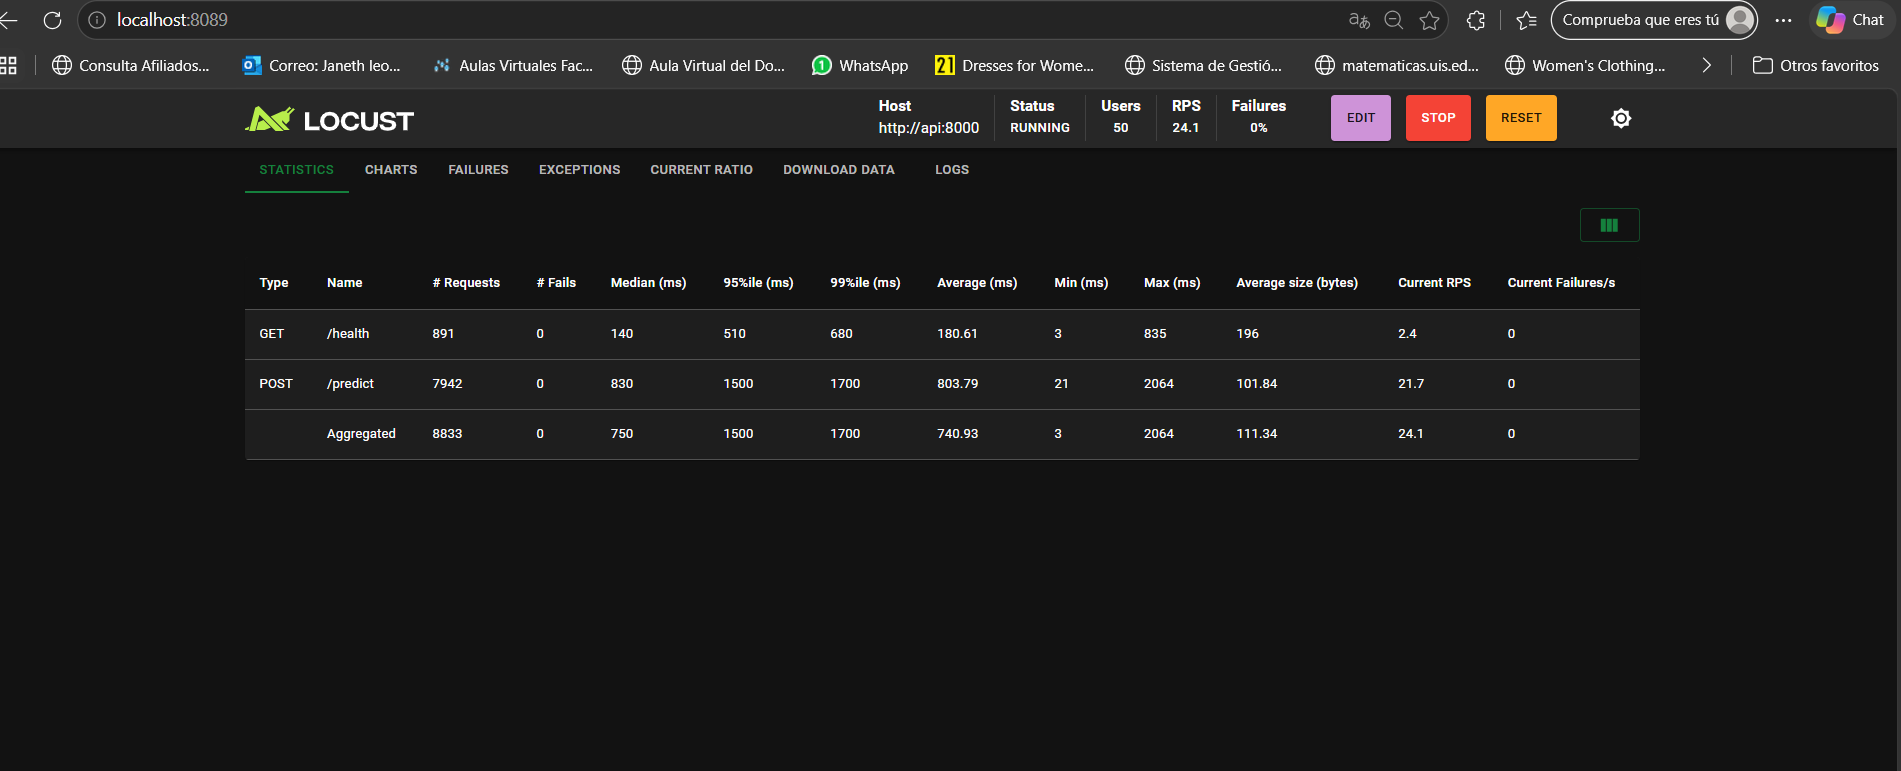 localhost:8089
Comprueba que eres tú
Chat
Consulta Afiliados...
Correo: Janeth leo...
Aulas Virtuales Fac...
Aula Virtual del Do...
WhatsApp
21 Dresses for Wome...
Sistema de Gestió...
matematicas.uis.ed...
Women's Clothing...
Otros favoritos
LOCUST
Host
http://api:8000
Status
RUNNING
Users
50
RPS
24.1
Failures
0%
EDIT
STOP
RESET
STATISTICS CHARTS FAILURES EXCEPTIONS CURRENT RATIO DOWNLOAD DATA LOGS
Type Name # Requests # Fails Median (ms) 95%ile (ms) 99%ile (ms) Average (ms) Min (ms) Max (ms) Average size (bytes) Current RPS Current Failures/s
GET /health 891 0 140 510 680 180.61 3 835 196 2.4 0
POST /predict 7942 0 830 1500 1700 803.79 21 2064 101.84 21.7 0
Aggregated 8833 0 750 1500 1700 740.93 3 2064 111.34 24.1 0